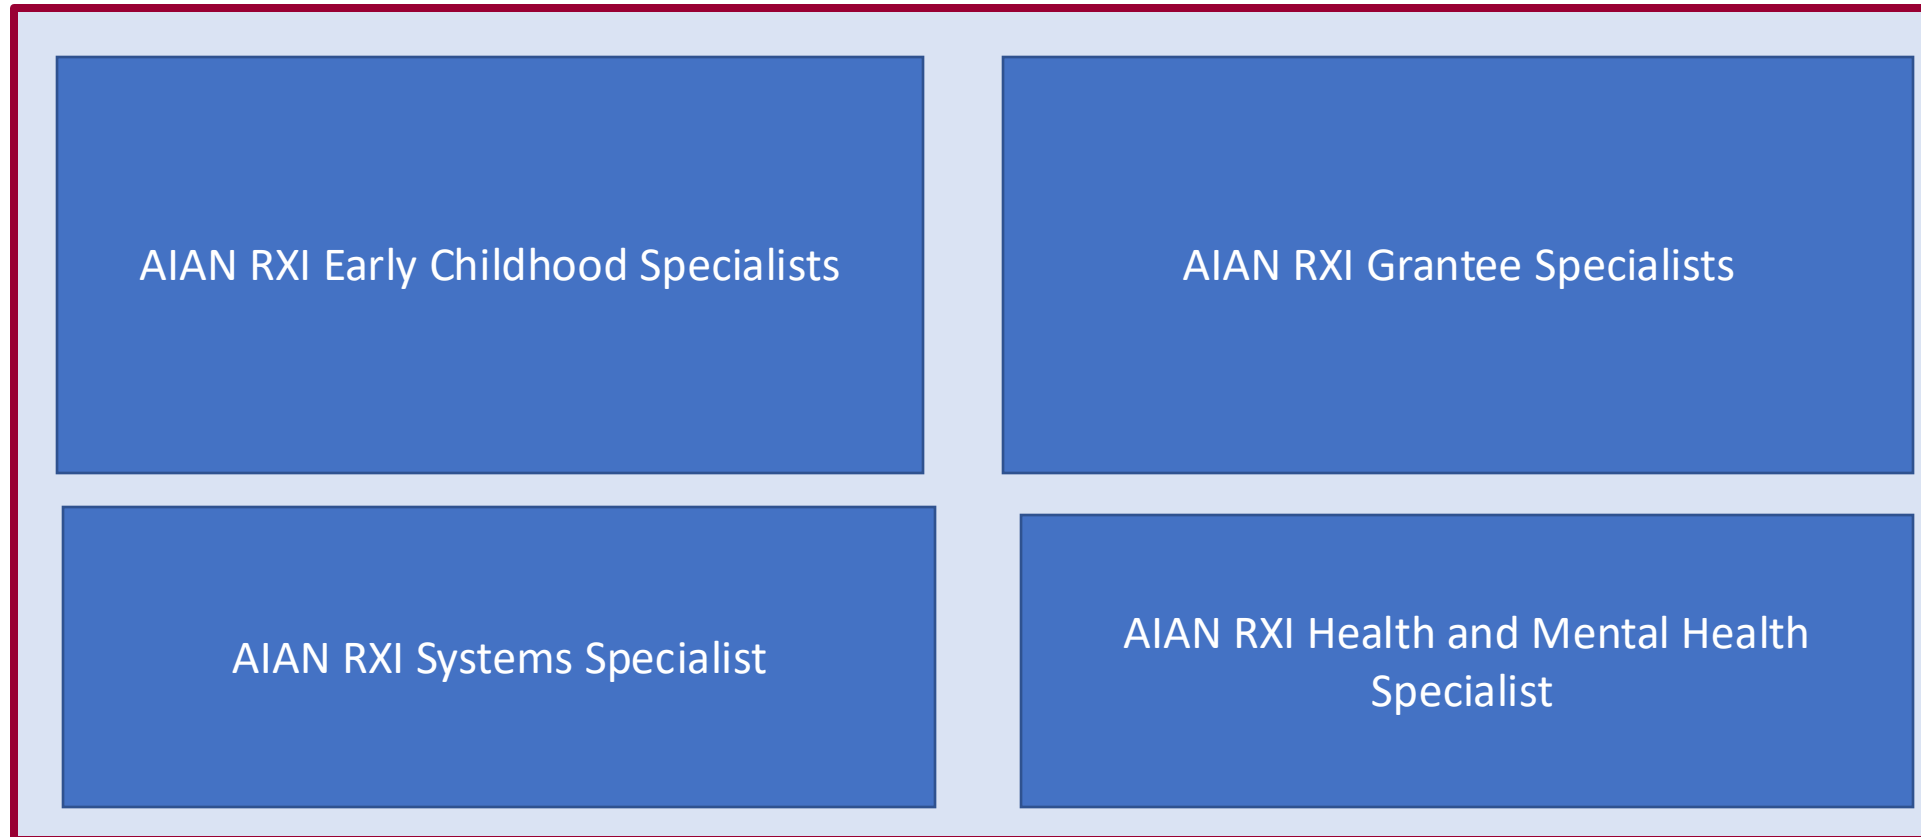 AIAN RXI Early Childhood Specialists
AIAN RXI Grantee Specialists
AIAN RXI Systems Specialist
AIAN RXI Health and Mental Health
Specialist